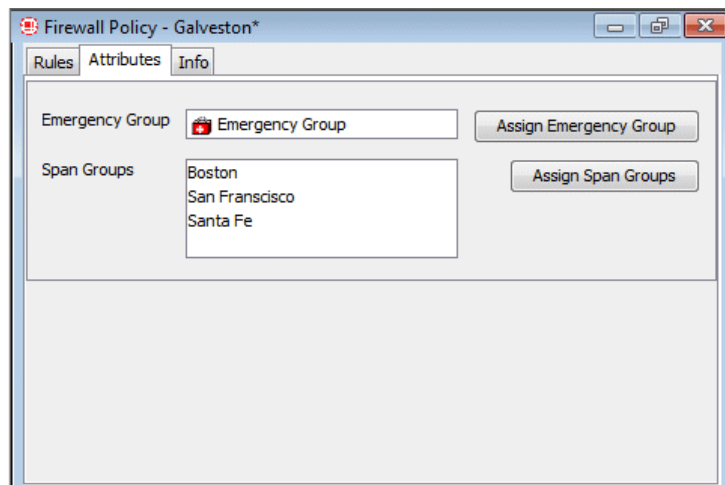 Firewall Policy - Galveston*
Rules Attributes Info
Emergency Group Emergency Group Assign Emergency Group
Span Groups Boston Assign Span Groups
San Franscisco
Santa Fe